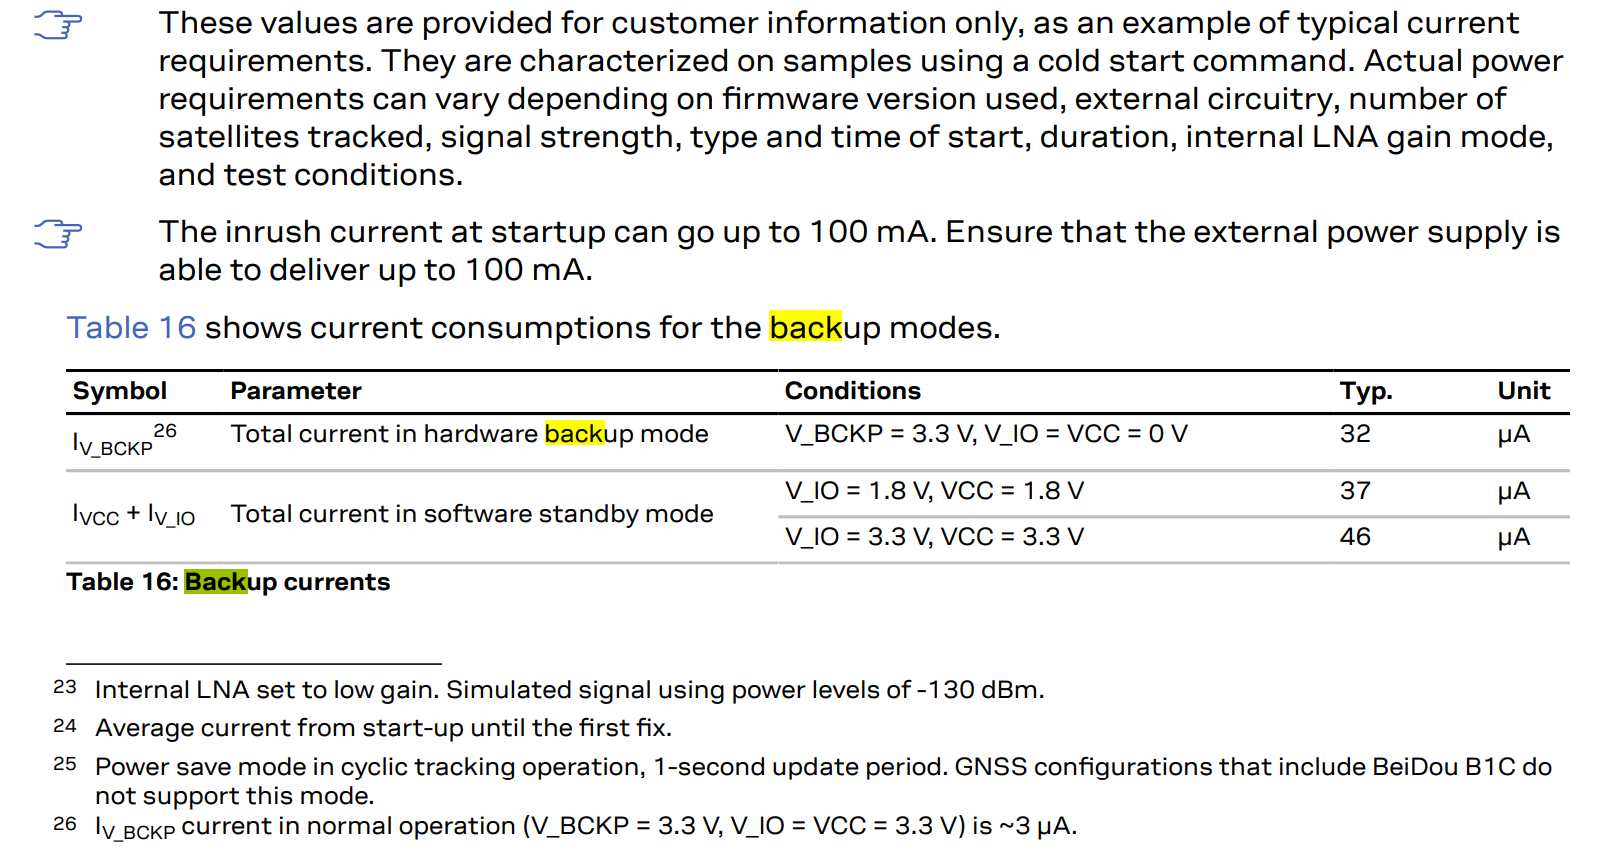 These values are provided for customer information only, as an example of typical current
requirements. They are characterized on samples using a cold start command. Actual power
requirements can vary depending on firmware version used, external circuitry, number of
satellites tracked, signal strength, type and time of start, duration, internal LNA gain mode,
and test conditions.
The inrush current at startup can go up to 100 mA. Ensure that the external power supply is
able to deliver up to 100 mA.
Table 16 shows current consumptions for the backup modes.
Symbol Parameter Conditions Typ. Unit
I_V_BCKP 26 Total current in hardware backup mode V_BCKP = 3.3 V, V_IO = VCC = 0 V 32 µA
I_VCC + I_V_IO Total current in software standby mode V_IO = 1.8 V, VCC = 1.8 V 37 µA
V_IO = 3.3 V, VCC = 3.3 V 46 µA
Table 16: Backup currents
23 Internal LNA set to low gain. Simulated signal using power levels of -130 dBm.
24 Average current from start-up until the first fix.
25 Power save mode in cyclic tracking operation, 1-second update period. GNSS configurations that include BeiDou B1C do
not support this mode.
26 I_V_BCKP current in normal operation (V_BCKP = 3.3 V, V_IO = VCC = 3.3 V) is ~3 µA.